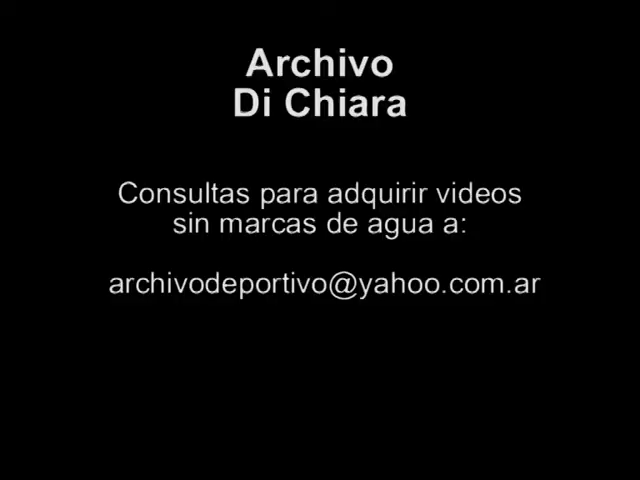 Archivo
Di Chiara
Consultas para adquirir videos
sin marcas de agua a:
archivodeportivo@yahoo.com.ar